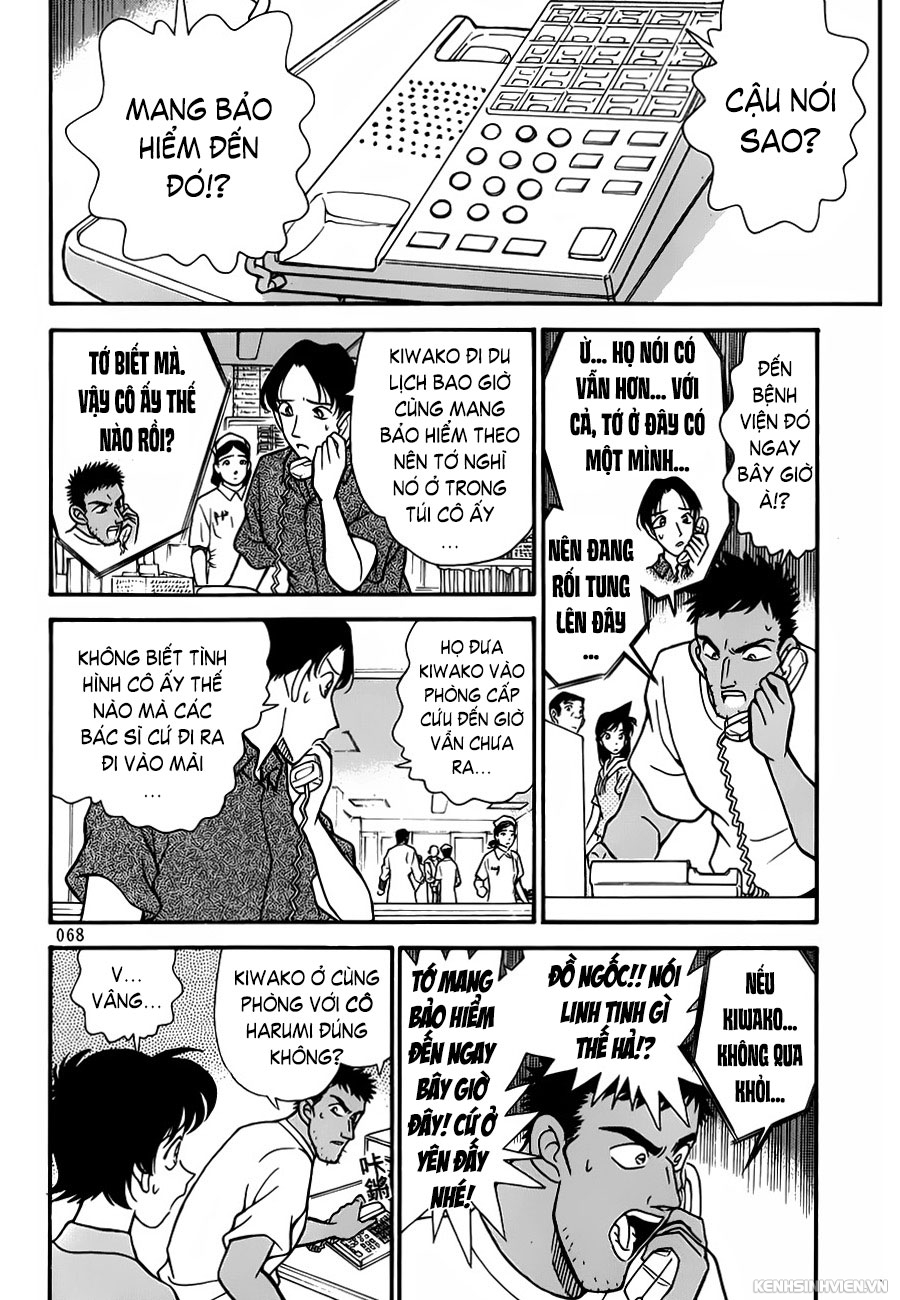 CẬU NÓI
SAO?
MANG BẢO
HIỂM ĐẾN
ĐÓ!?
ĐẾN
BỆNH
VIỆN ĐÓ
NGAY
BÂY GIỜ
À!?
Ừ... HỌ NÓI CÓ
VẪN HƠN... VỚI
CẢ, TỚ Ở ĐÂY CÓ
MỘT MÌNH...
NÊN ĐANG
RỐI TUNG
LÊN ĐÂY
...
KIWAKO ĐI DU
LỊCH BAO GIỜ
CŨNG MANG
BẢO HIỂM THEO
NÊN TỚ NGHĨ
NÓ Ở TRONG
TÚI CÔ ẤY
...
TỚ BIẾT MÀ.
VẬY CÔ ẤY THẾ
NÀO RỒI?
HỌ ĐƯA
KIWAKO VÀO
PHÒNG CẤP
CỨU ĐẾN GIỜ
VẪN CHƯA
RA...
KHÔNG BIẾT TÌNH
HÌNH CÔ ẤY THẾ
NÀO MÀ CÁC
BÁC SĨ CỨ ĐI RA
ĐI VÀO MÃI
...
068
NẾU
KIWAKO...
KHÔNG QUA
KHỎI...
ĐỒ NGỐC!! NÓI
LINH TINH GÌ
THẾ HẢ!?
TỚ MANG
BẢO HIỂM
ĐẾN NGAY
BÂY GIỜ
ĐÂY! CỨ Ở
YÊN ĐẤY
NHÉ!
KIWAKO Ở CÙNG
PHÒNG VỚI CÔ
HARUMI ĐÚNG
KHÔNG?
V...
VÂNG...
KENHSINHVIEN.VN